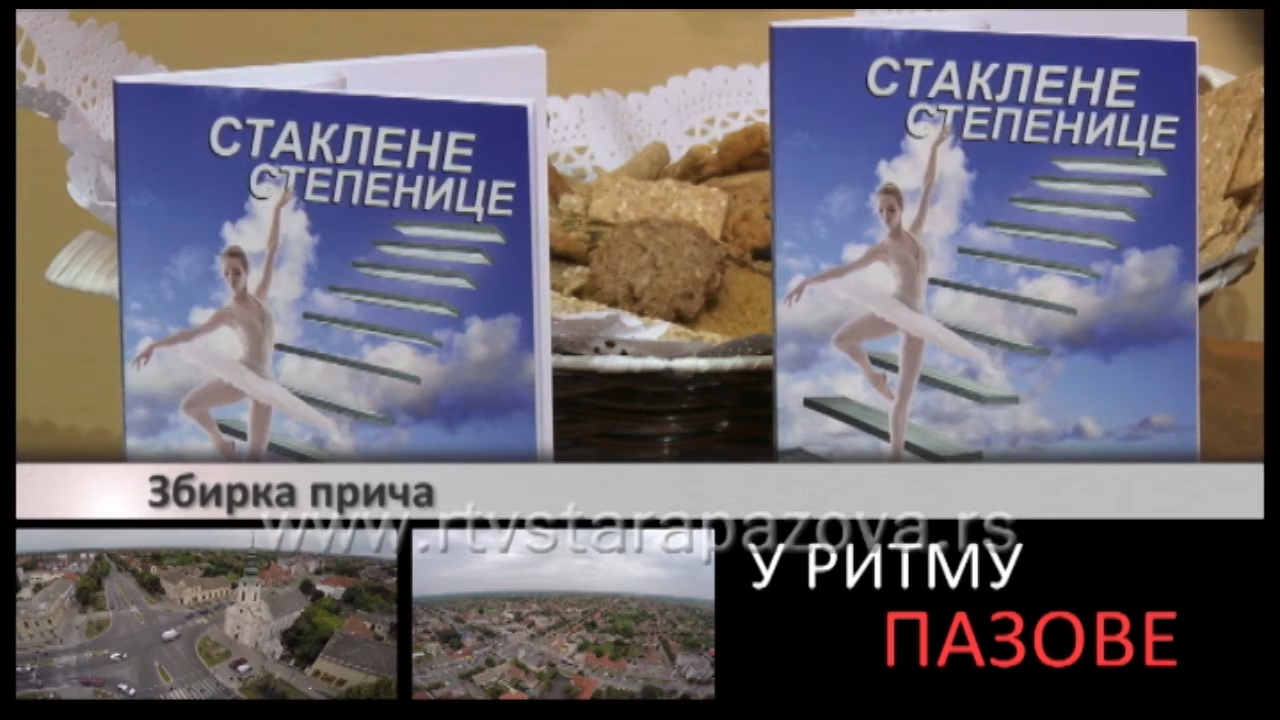 СТАКЛЕНЕ
СТЕПЕНИЦЕ
СТАКЛЕНЕ
СТЕПЕНИЦЕ
Збирка прича
www.rtvstarapazova.rs
У РИТМУ
ПАЗОВЕ